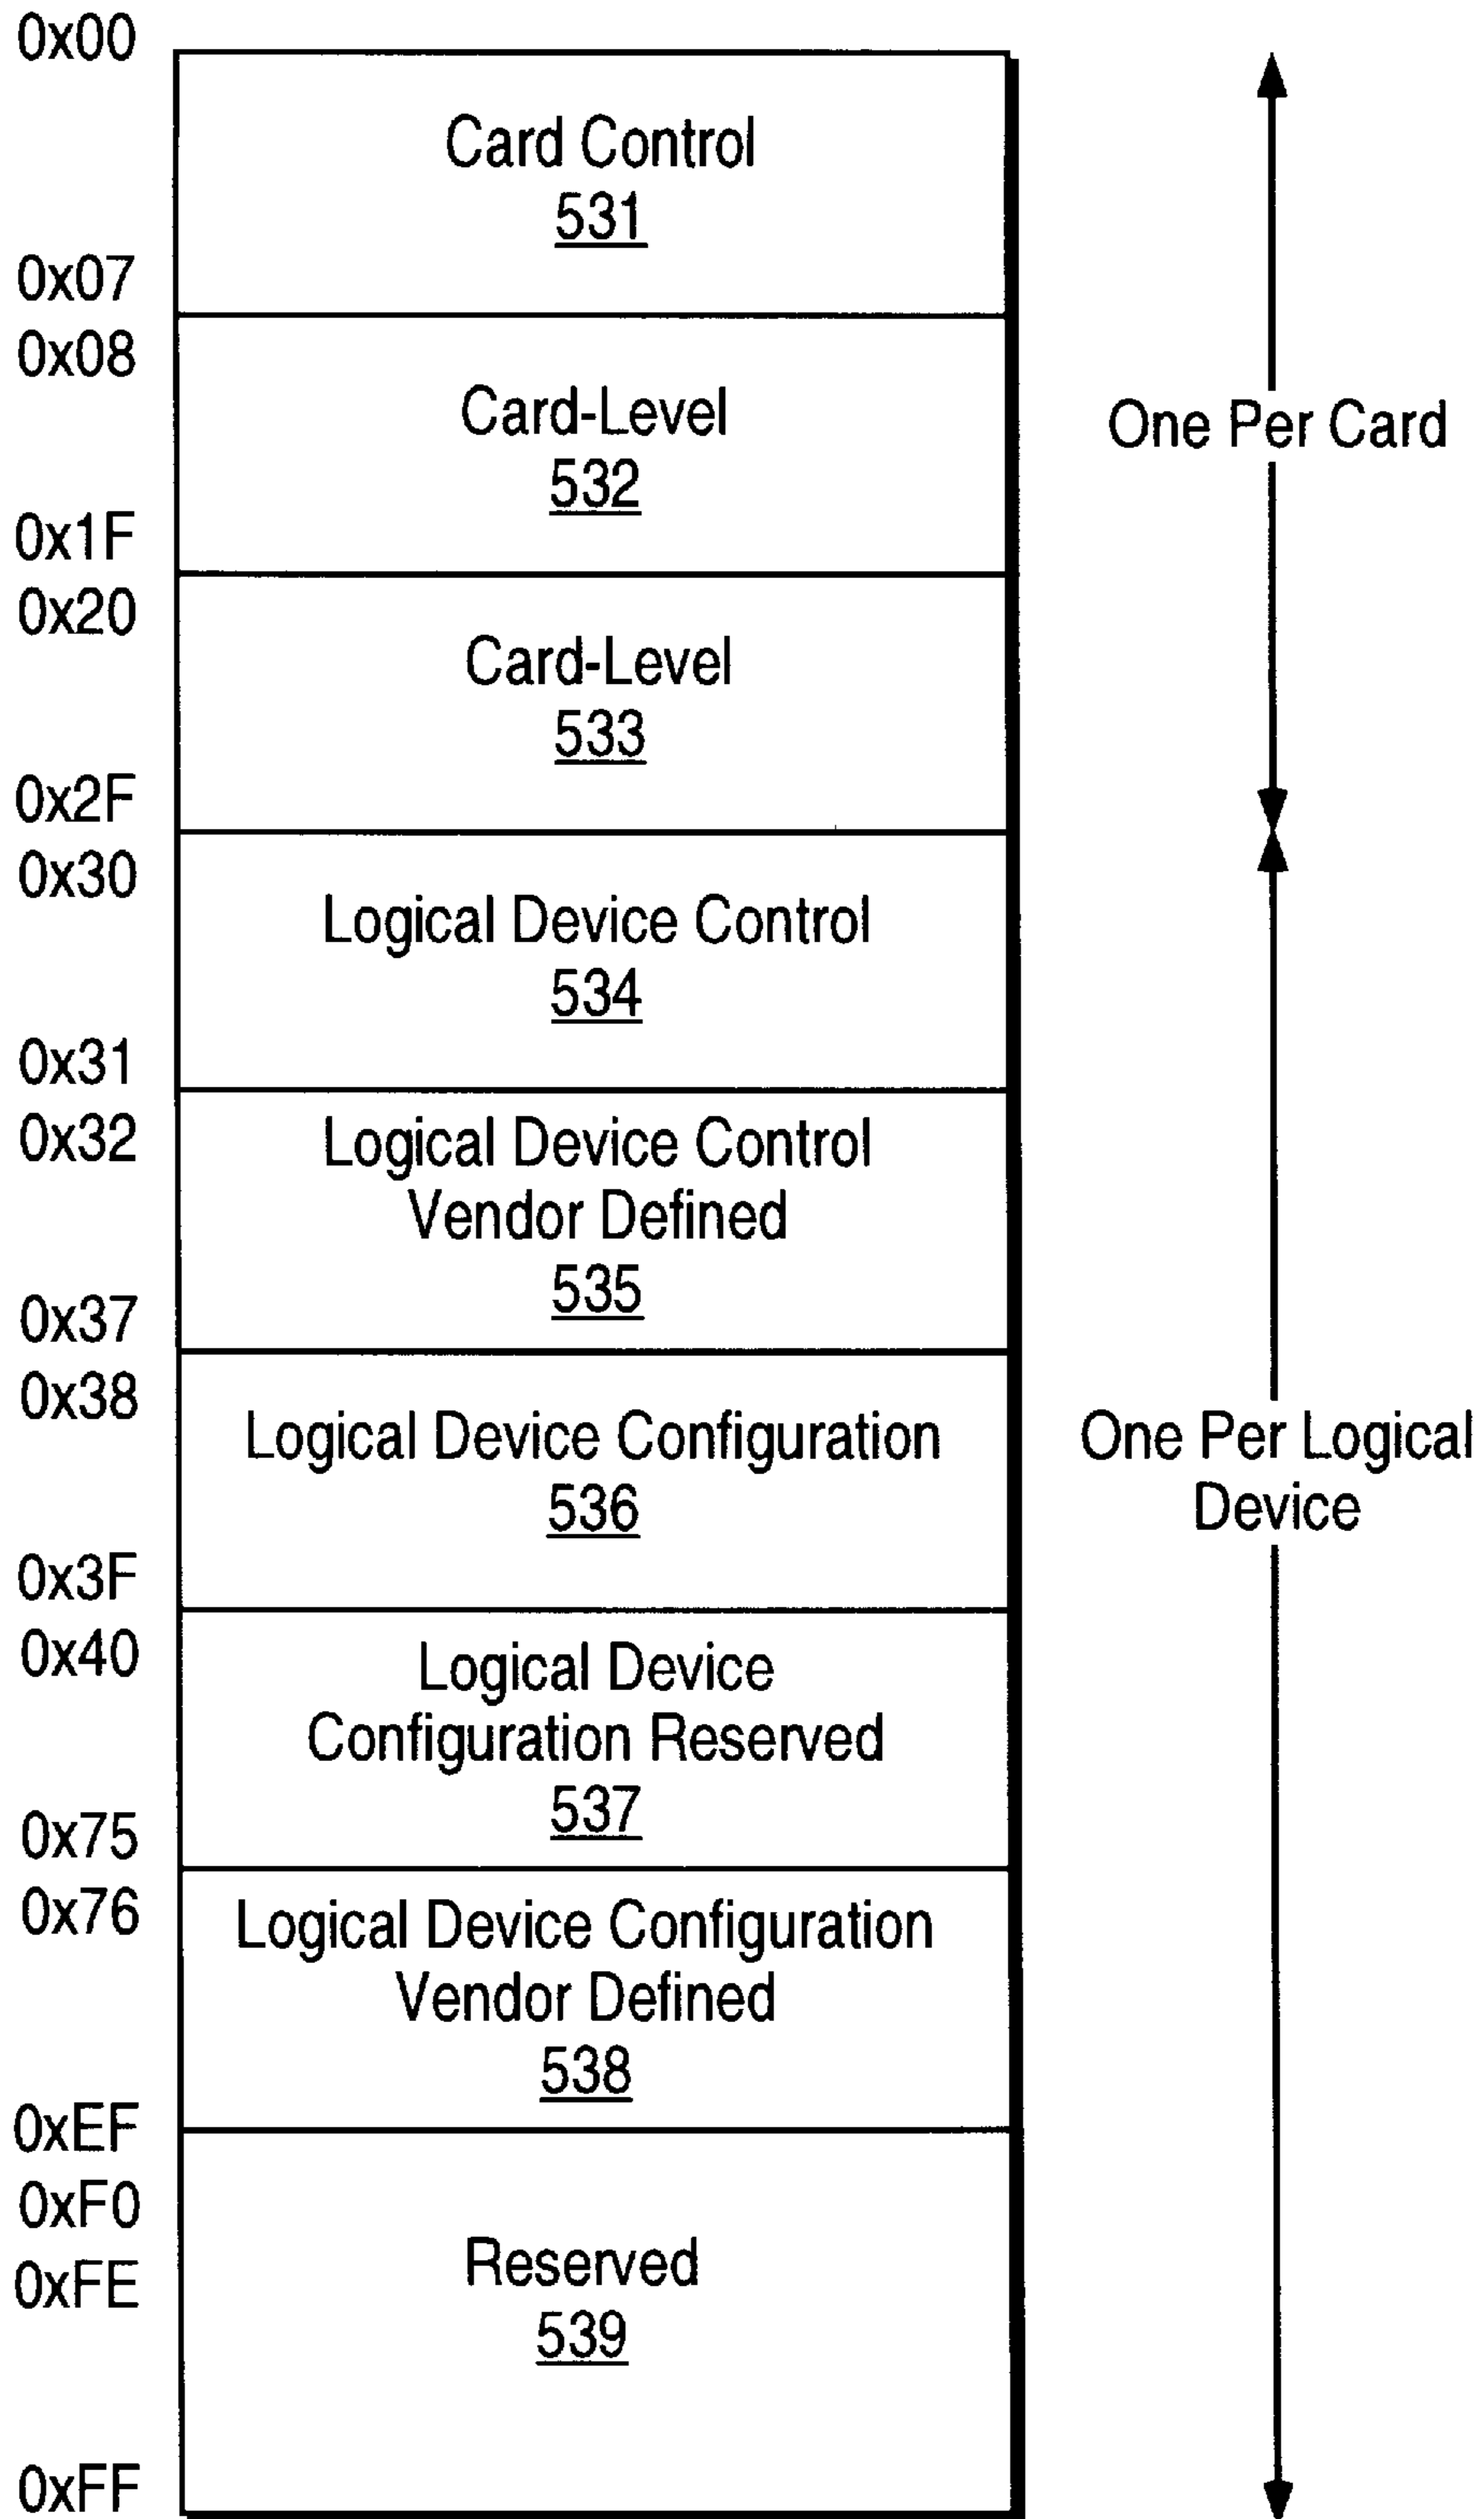 0x00
Card Control
531
0x07
0x08
Card-Level
532
One Per Card
0x1F
0x20
Card-Level
533
0x2F
0x30
Logical Device Control
534
0x31
0x32
Logical Device Control
Vendor Defined
535
0x37
0x38
Logical Device Configuration
536
One Per Logical
Device
0x3F
0x40
Logical Device
Configuration Reserved
537
0x75
0x76
Logical Device Configuration
Vendor Defined
538
0xEF
0xF0
0xFE
Reserved
539
0xFF